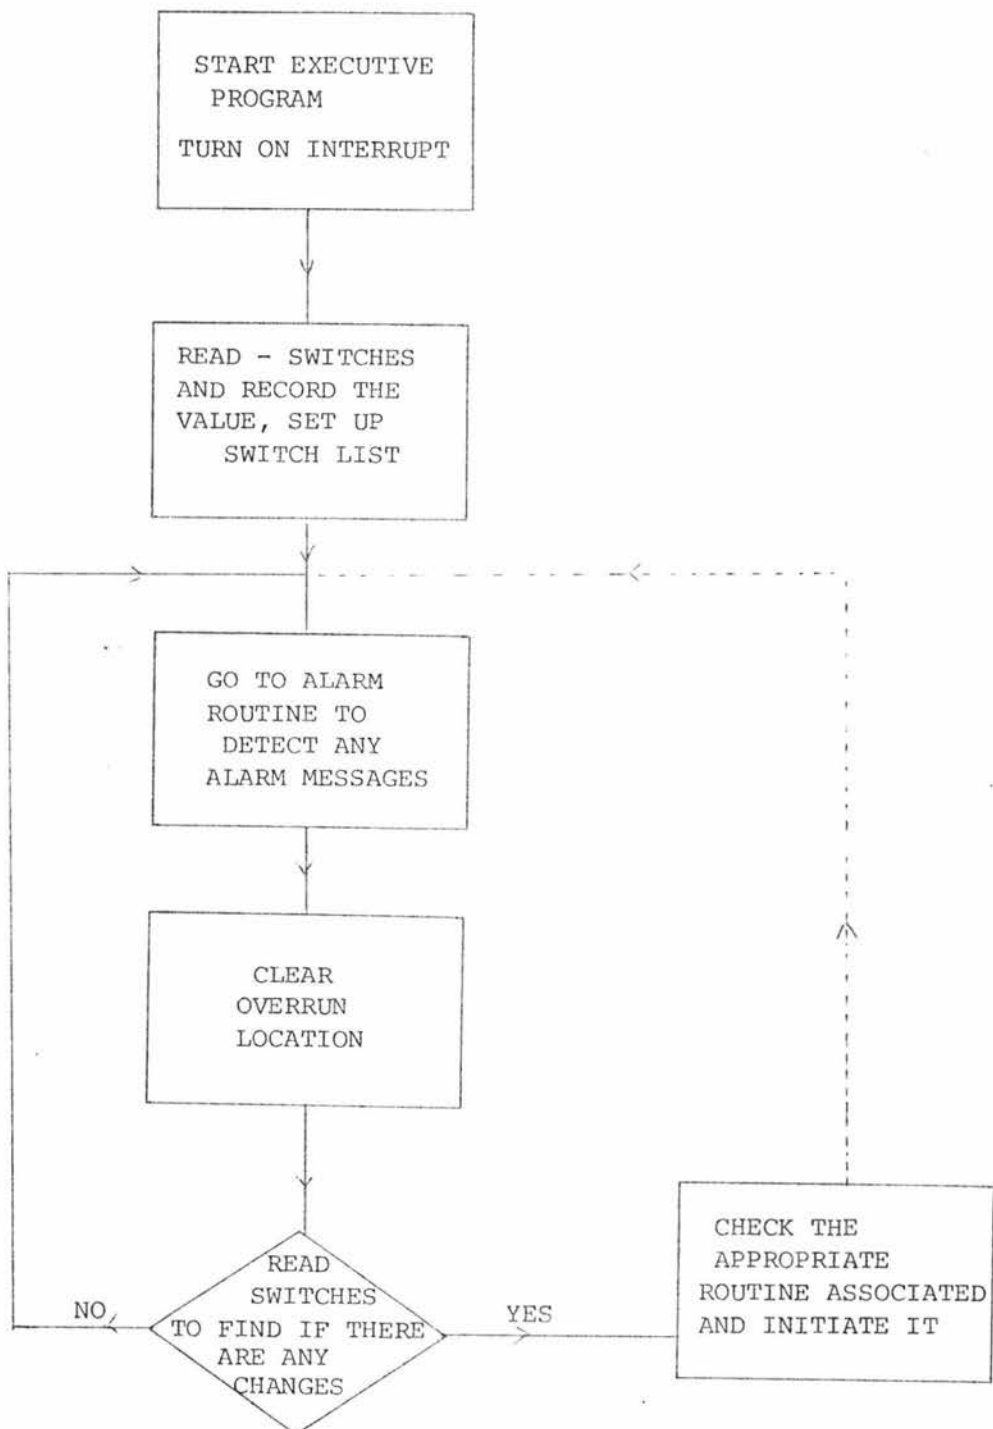 START EXECUTIVE
PROGRAM
TURN ON INTERRUPT
READ - SWITCHES
AND RECORD THE
VALUE, SET UP
SWITCH LIST
GO TO ALARM
ROUTINE TO
DETECT ANY
ALARM MESSAGES
CLEAR
OVERRUN
LOCATION
READ
SWITCHES
TO FIND IF THERE
ARE ANY
CHANGES
NO
YES
CHECK THE
APPROPRIATE
ROUTINE ASSOCIATED
AND INITIATE IT